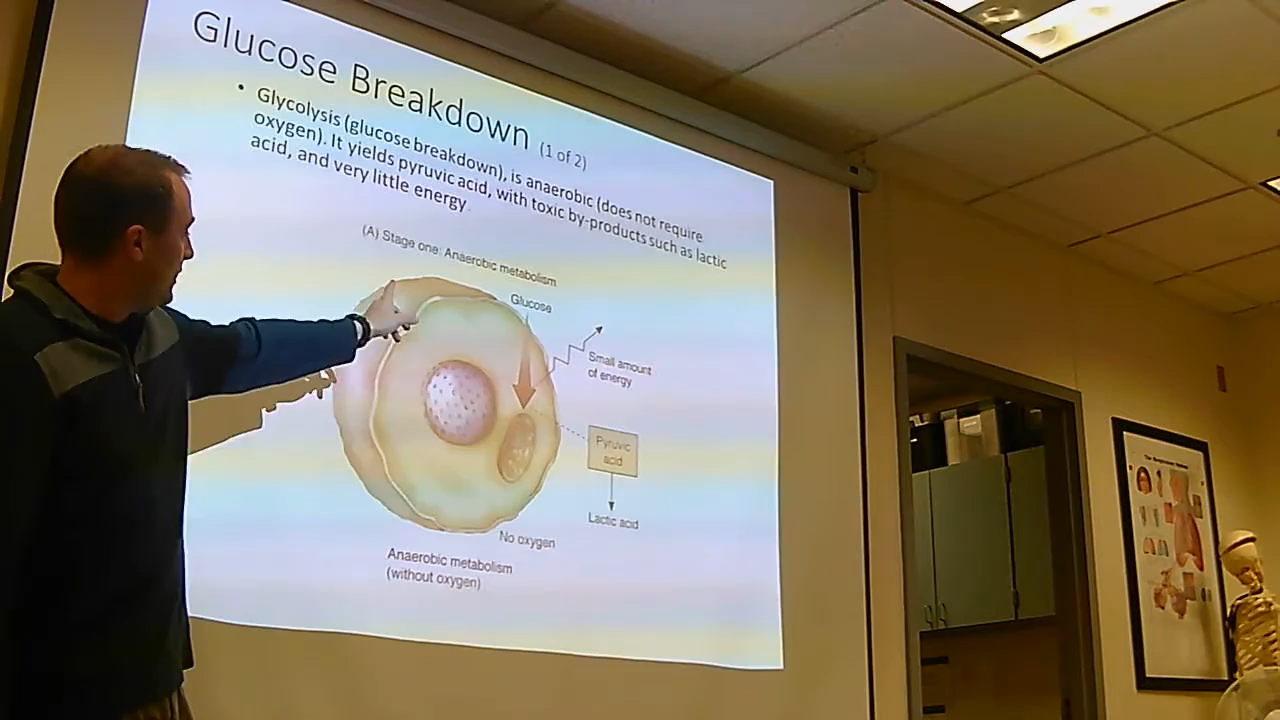 Glucose Breakdown (1 of 2)
• Glycolysis (glucose breakdown), is anaerobic (does not require
oxygen). It yields pyruvic acid, with toxic by-products such as lactic
acid, and very little energy.
(A) Stage one: Anaerobic metabolism
Glucose
Small amount
of energy
Pyruvic
acid
Lactic acid
No oxygen
Anaerobic metabolism
(without oxygen)